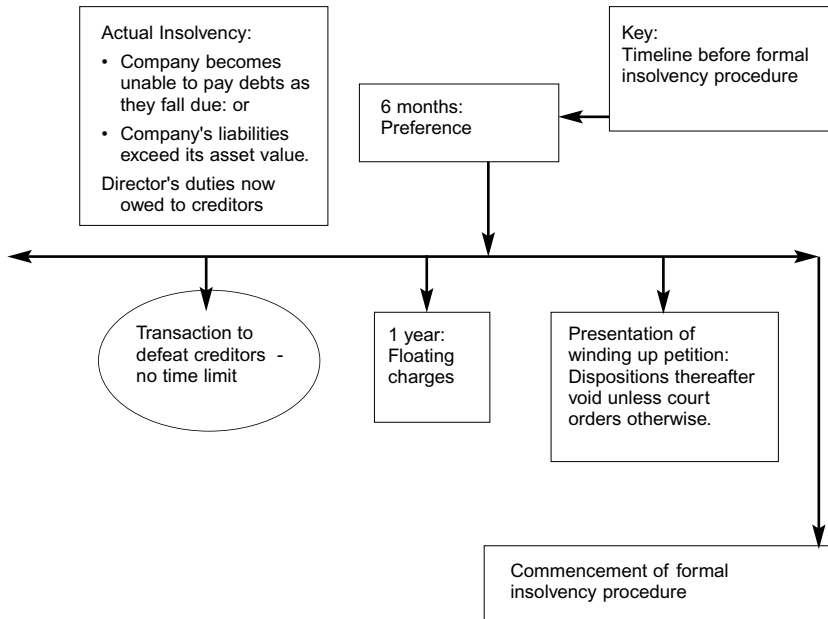 Actual Insolvency:
• Company becomes
unable to pay debts as
they fall due: or
• Company's liabilities
exceed its asset value.
Director's duties now
owed to creditors
6 months:
Preference
Key:
Timeline before formal
insolvency procedure
Transaction to
defeat creditors -
no time limit
1 year:
Floating
charges
Presentation of
winding up petition:
Dispositions thereafter
void unless court
orders otherwise.
Commencement of formal
insolvency procedure